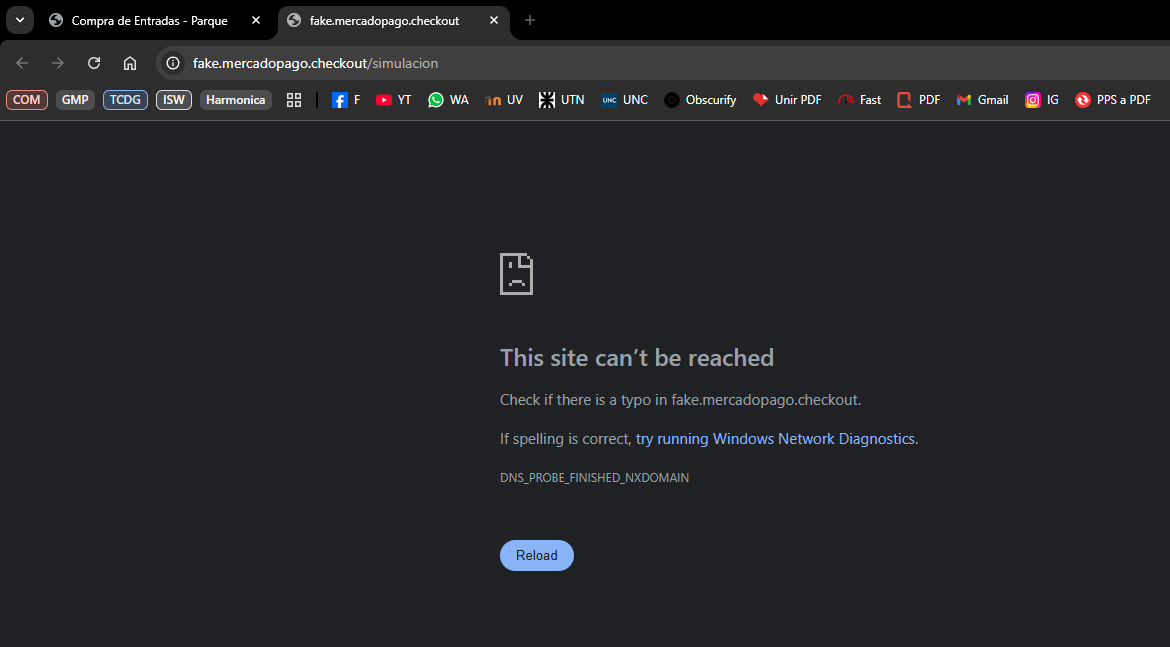 Compra de Entradas - Parque
fake.mercadopago.checkout
fake.mercadopago.checkout/simulacion
COM GMP TCDG ISW Harmonica F YT WA UV UTN UNC UNC Obscurify Unir PDF Fast PDF Gmail IG PPS a PDF
This site can’t be reached
Check if there is a typo in fake.mercadopago.checkout.
If spelling is correct, try running Windows Network Diagnostics.
DNS_PROBE_FINISHED_NXDOMAIN
Reload